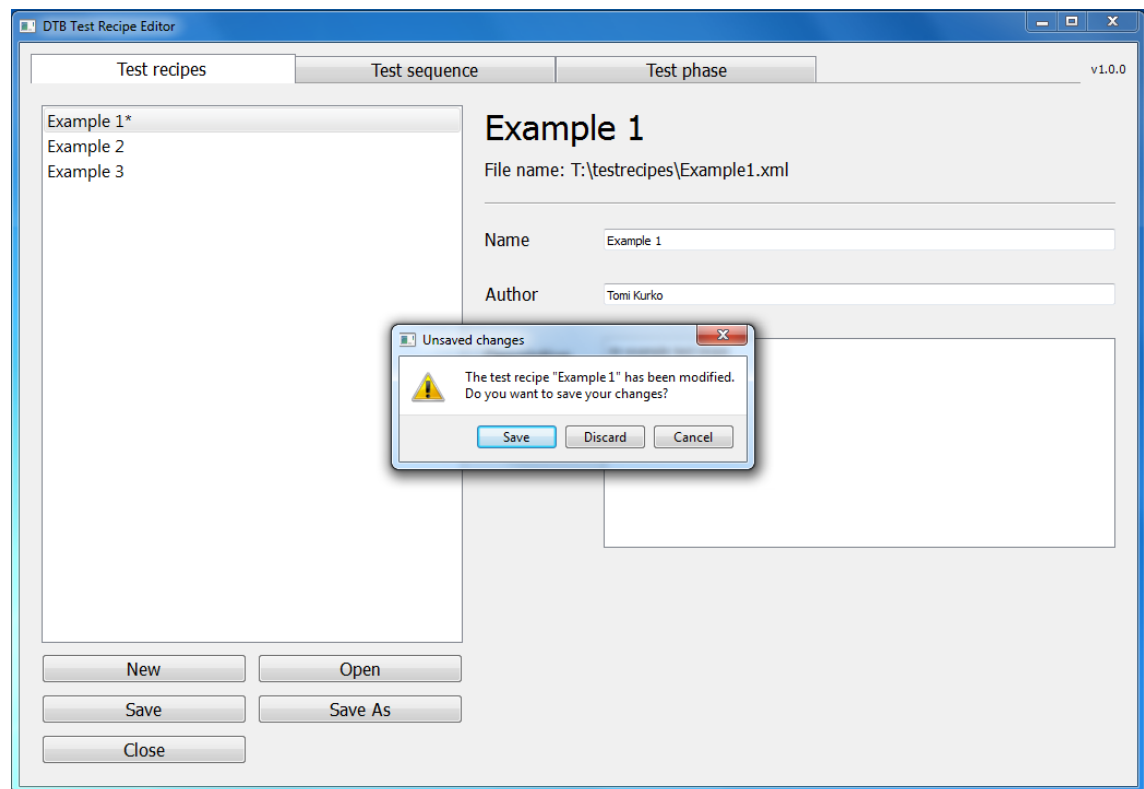 DTB Test Recipe Editor
Test recipes
Test sequence
Test phase
v1.0.0
Example 1*
Example 2
Example 3
Example 1
File name: T:\testrecipes\Example1.xml
Name
Example 1
Author
Tomi Kurko
Unsaved changes
The test recipe "Example 1" has been modified.
Do you want to save your changes?
Save
Discard
Cancel
New
Open
Save
Save As
Close